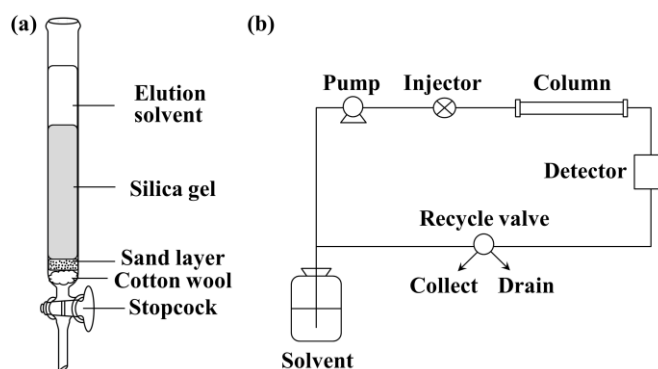 (a)
Elution
solvent
Silica gel
Sand layer
Cotton wool
Stopcock
(b)
Pump Injector Column
Detector
Recycle valve
Collect Drain
Solvent